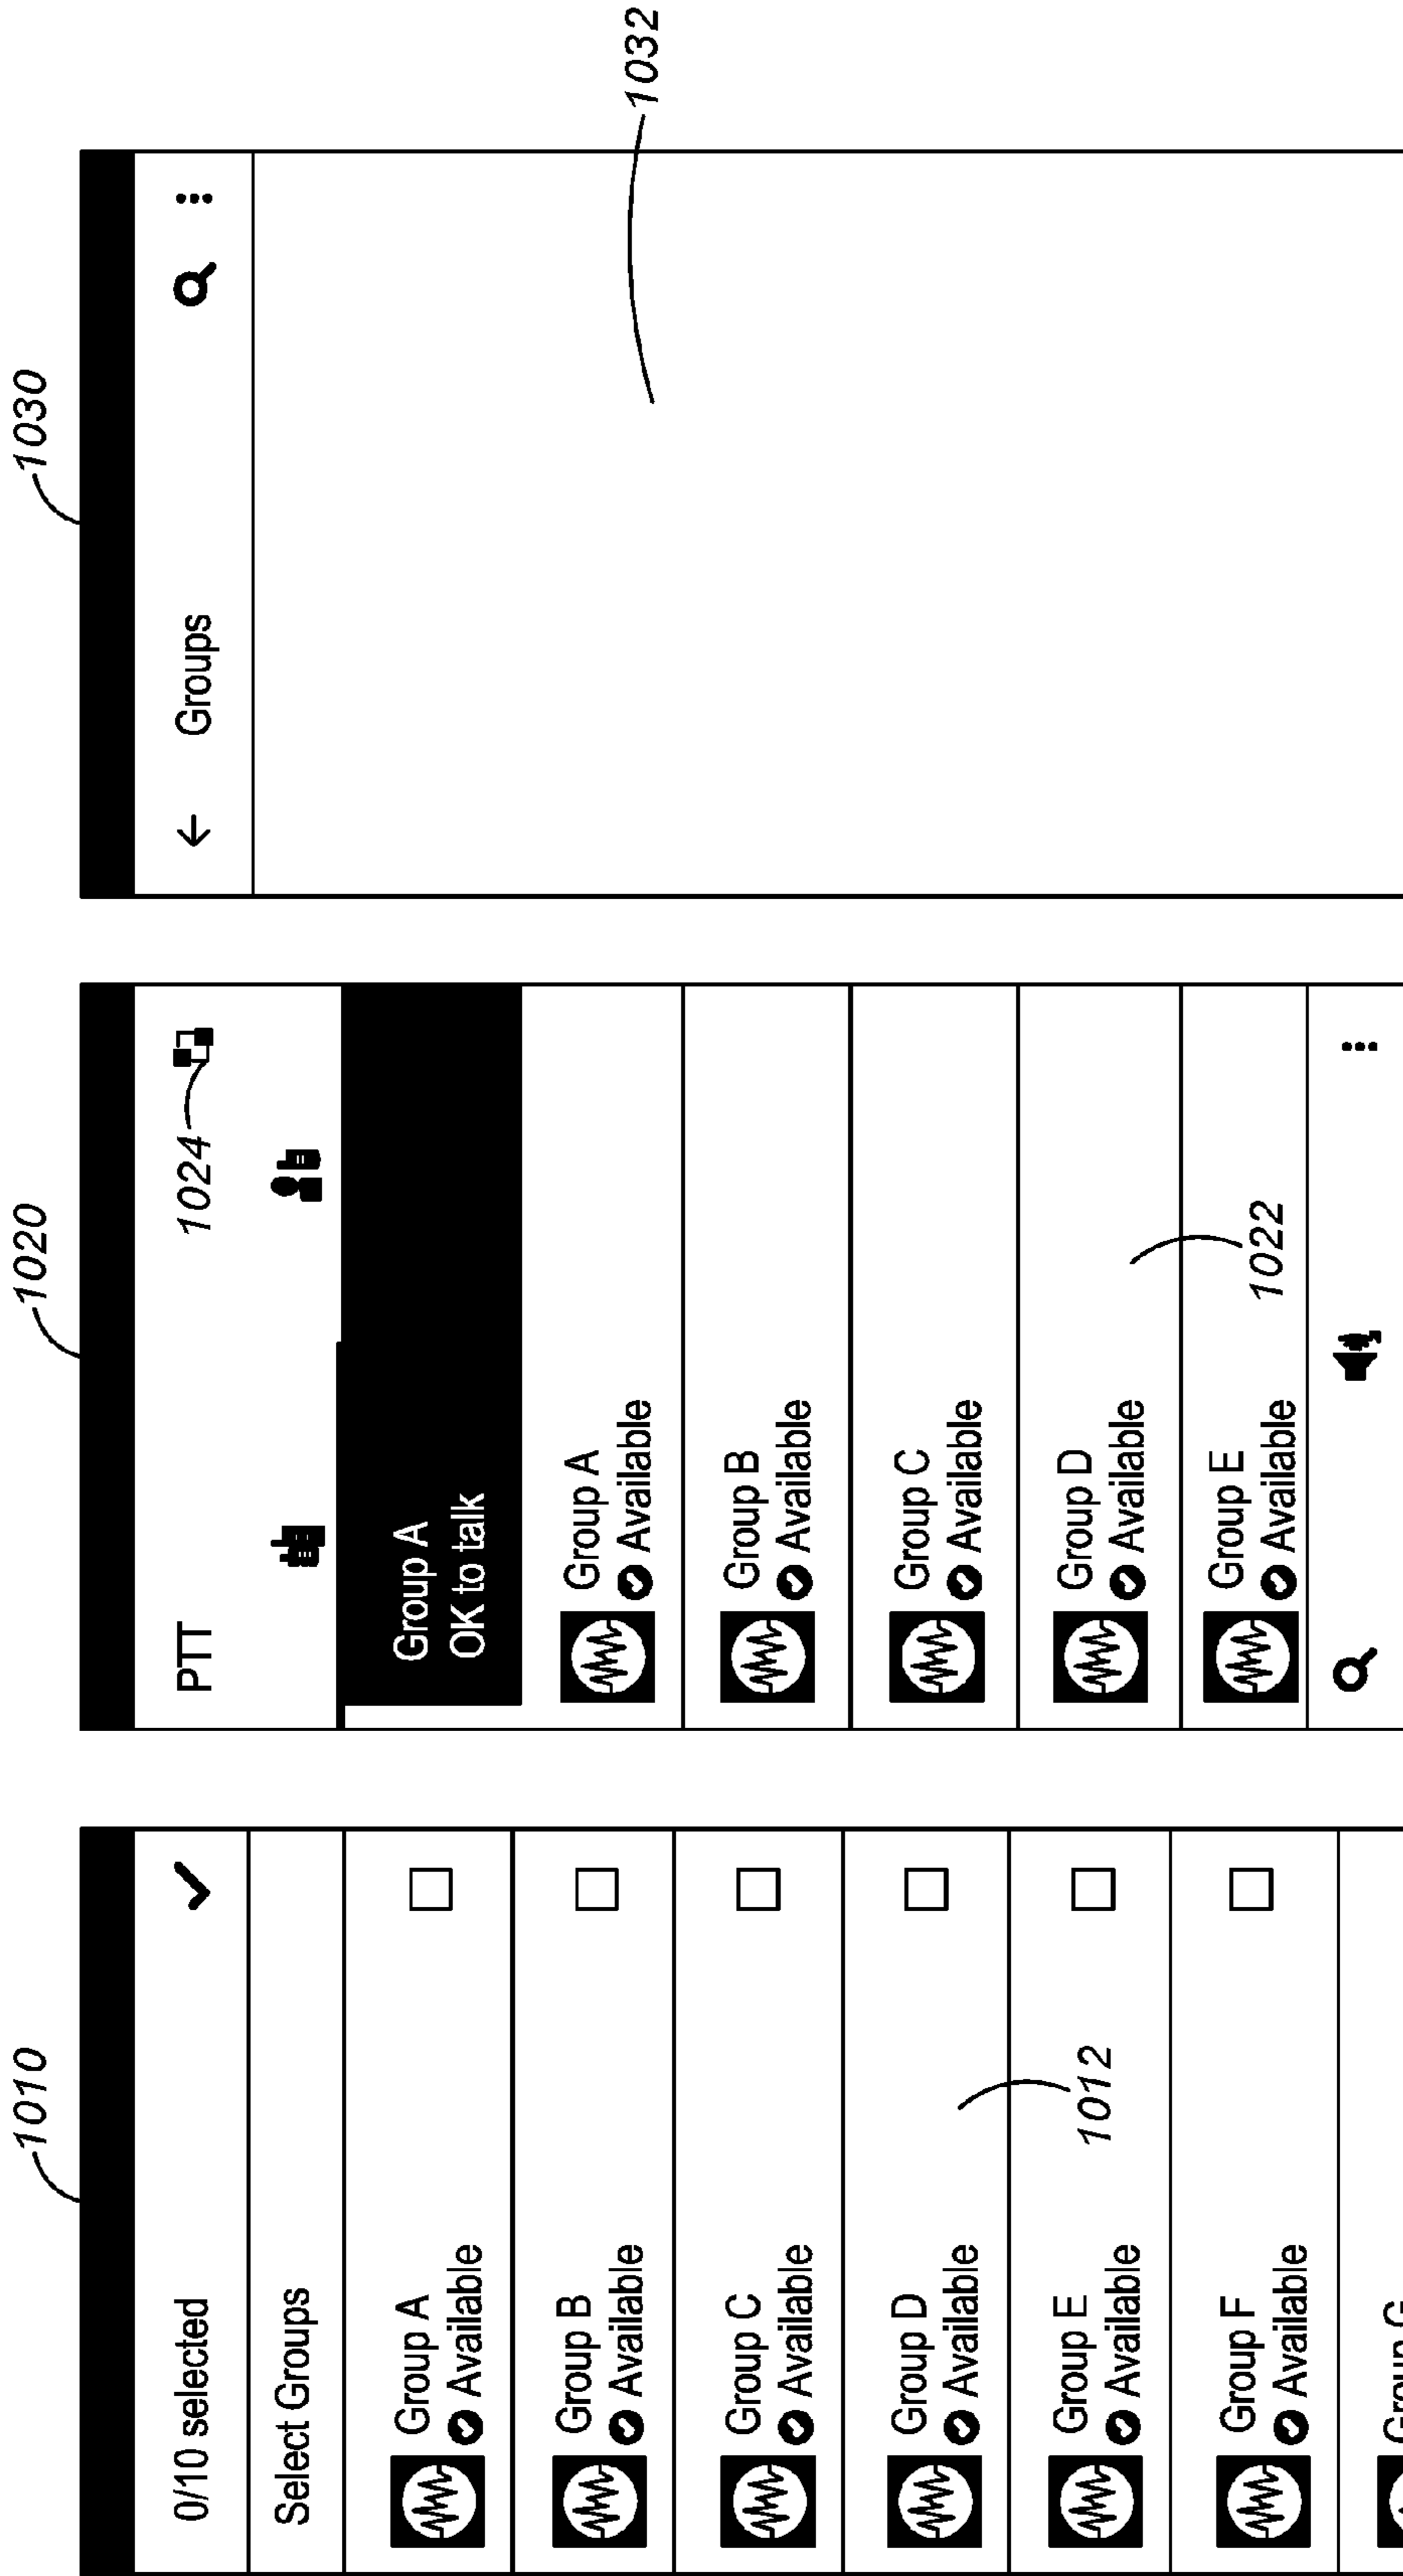 1010
0/10 selected
Select Groups
Group A
Available
Group B
Available
Group C
Available
Group D
Available
1012
Group E
Available
Group F
Available
Group G
1020
PTT
1024
Group A
OK to talk
Group A
Available
Group B
Available
Group C
Available
Group D
Available
1022
Group E
Available
1030
Groups
1032